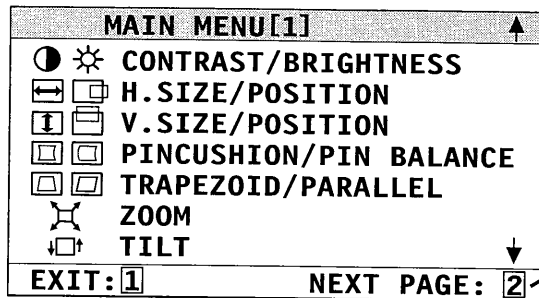 MAIN MENU[1]
CONTRAST/BRIGHTNESS
H.SIZE/POSITION
V.SIZE/POSITION
PINCUSHION/PIN BALANCE
TRAPEZOID/PARALLEL
ZOOM
TILT
EXIT:1 NEXT PAGE: 2